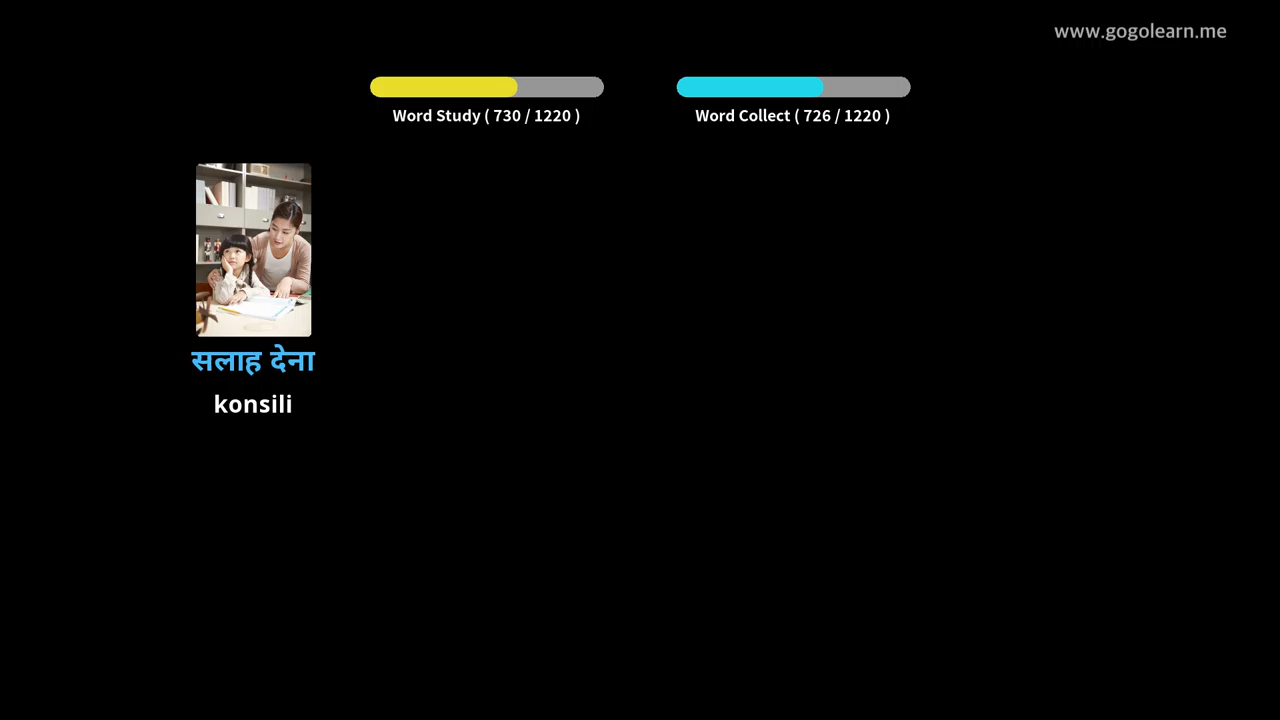 www.gogolearn.me
Word Study ( 730 / 1220 )
Word Collect ( 726 / 1220 )
सलाह देना
konsili